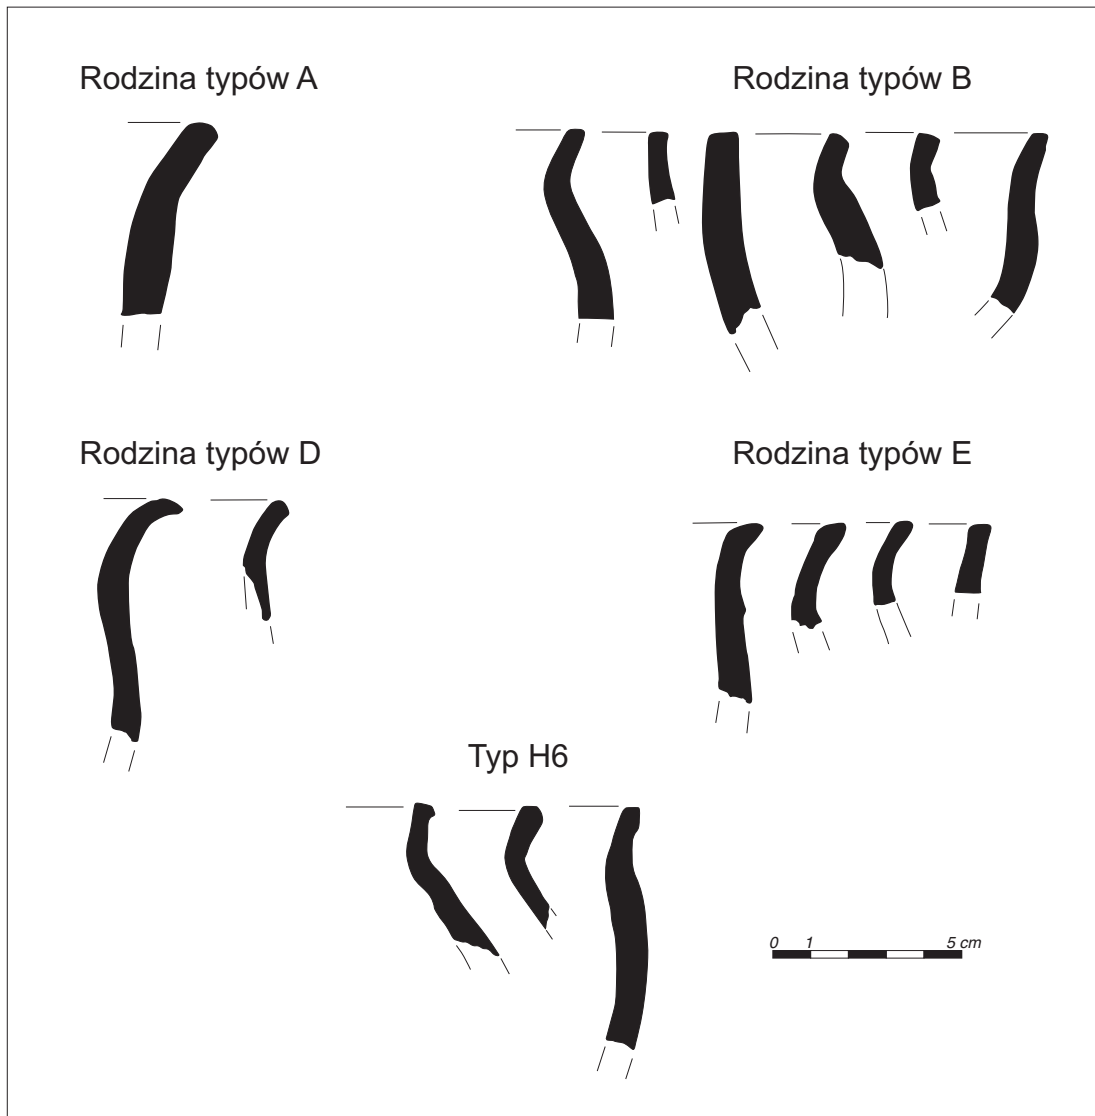 Rodzina typów A
Rodzina typów B
Rodzina typów D
Rodzina typów E
Typ H6
0 1 5 cm